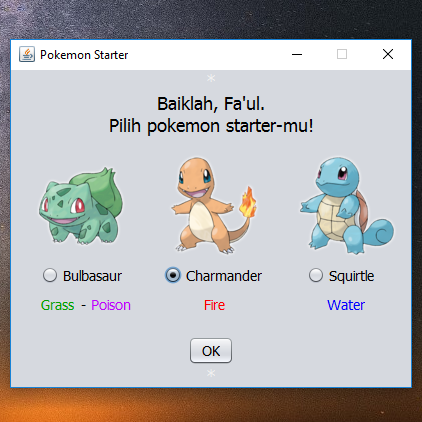 Pokemon Starter
*
Baiklah, Fa'ul.
Pilih pokemon starter-mu!
Bulbasaur Charmander Squirtle
Grass - Poison Fire Water
OK
*